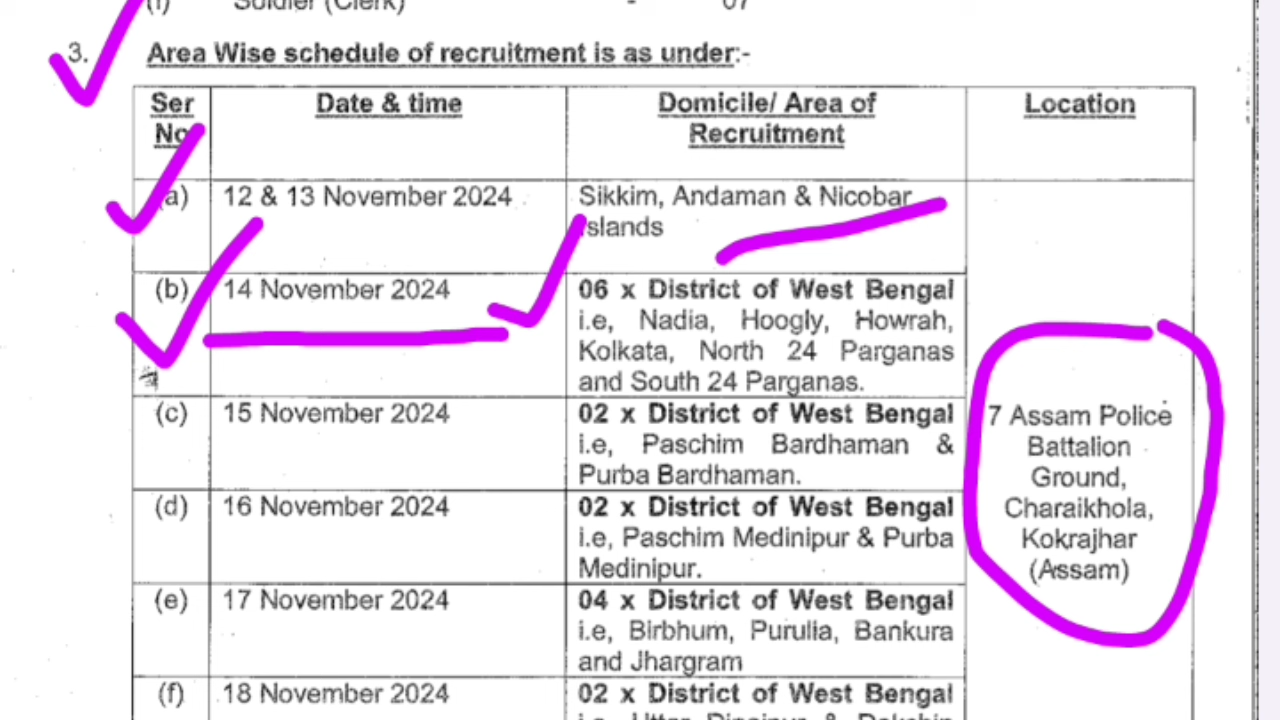 (f) Soldier (Clerk) - 07
3. Area Wise schedule of recruitment is as under:-
Ser No Date & time Domicile/ Area of Recruitment Location
(a) 12 & 13 November 2024 Sikkim, Andaman & Nicobar
Islands
(b) 14 November 2024 06 x District of West Bengal
i.e, Nadia, Hoogly, Howrah,
Kolkata, North 24 Parganas
and South 24 Parganas.
(c) 15 November 2024 02 x District of West Bengal
i.e, Paschim Bardhaman &
Purba Bardhaman.
(d) 16 November 2024 02 x District of West Bengal
i.e, Paschim Medinipur & Purba
Medinipur.
(e) 17 November 2024 04 x District of West Bengal
i.e, Birbhum, Purulia, Bankura
and Jhargram
(f) 18 November 2024 02 x District of West Bengal
7 Assam Police
Battalion
Ground,
Charaikhola,
Kokrajhar
(Assam)